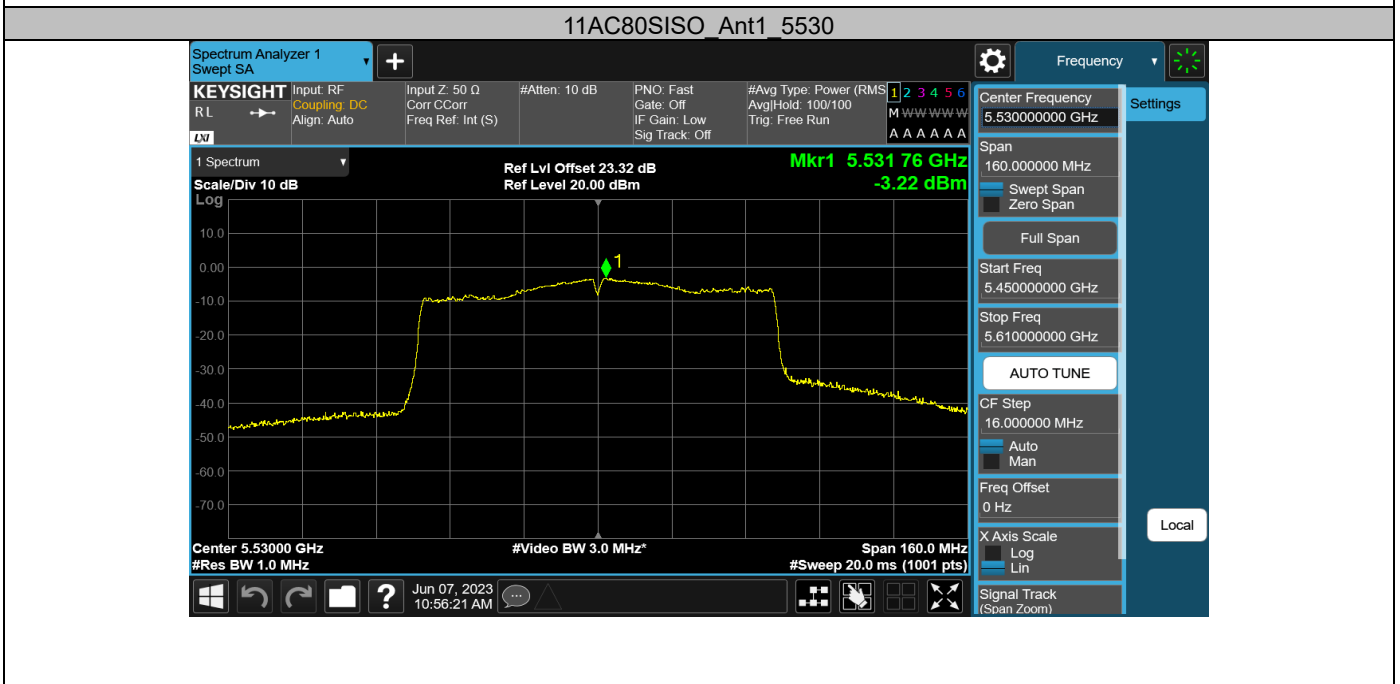 11AC80SISO_Ant1_5530
Spectrum Analyzer 1
Swept SA
Frequency
KEYSIGHT
R L
LXI
Input: RF
Coupling: DC
Align: Auto
Input Z: 50 Ω
Corr CCorr
Freq Ref: Int (S)
#Atten: 10 dB
PNO: Fast
Gate: Off
IF Gain: Low
Sig Track: Off
#Avg Type: Power (RMS
Avg|Hold: 100/100
Trig: Free Run
1 2 3 4 5 6
M W W W W W
A A A A A A
1 Spectrum
Scale/Div 10 dB
Ref Lvl Offset 23.32 dB
Ref Level 20.00 dBm
Mkr1 5.531 76 GHz
-3.22 dBm
Log
10.0
0.00
-10.0
-20.0
-30.0
-40.0
-50.0
-60.0
-70.0
1
Center 5.53000 GHz
#Res BW 1.0 MHz
#Video BW 3.0 MHz*
Span 160.0 MHz
#Sweep 20.0 ms (1001 pts)
Center Frequency
5.530000000 GHz
Span
160.000000 MHz
Swept Span
Zero Span
Full Span
Start Freq
5.450000000 GHz
Stop Freq
5.610000000 GHz
AUTO TUNE
CF Step
16.000000 MHz
Auto
Man
Freq Offset
0 Hz
X Axis Scale
Log
Lin
Signal Track
(Span Zoom)
Settings
Local
?
Jun 07, 2023
10:56:21 AM